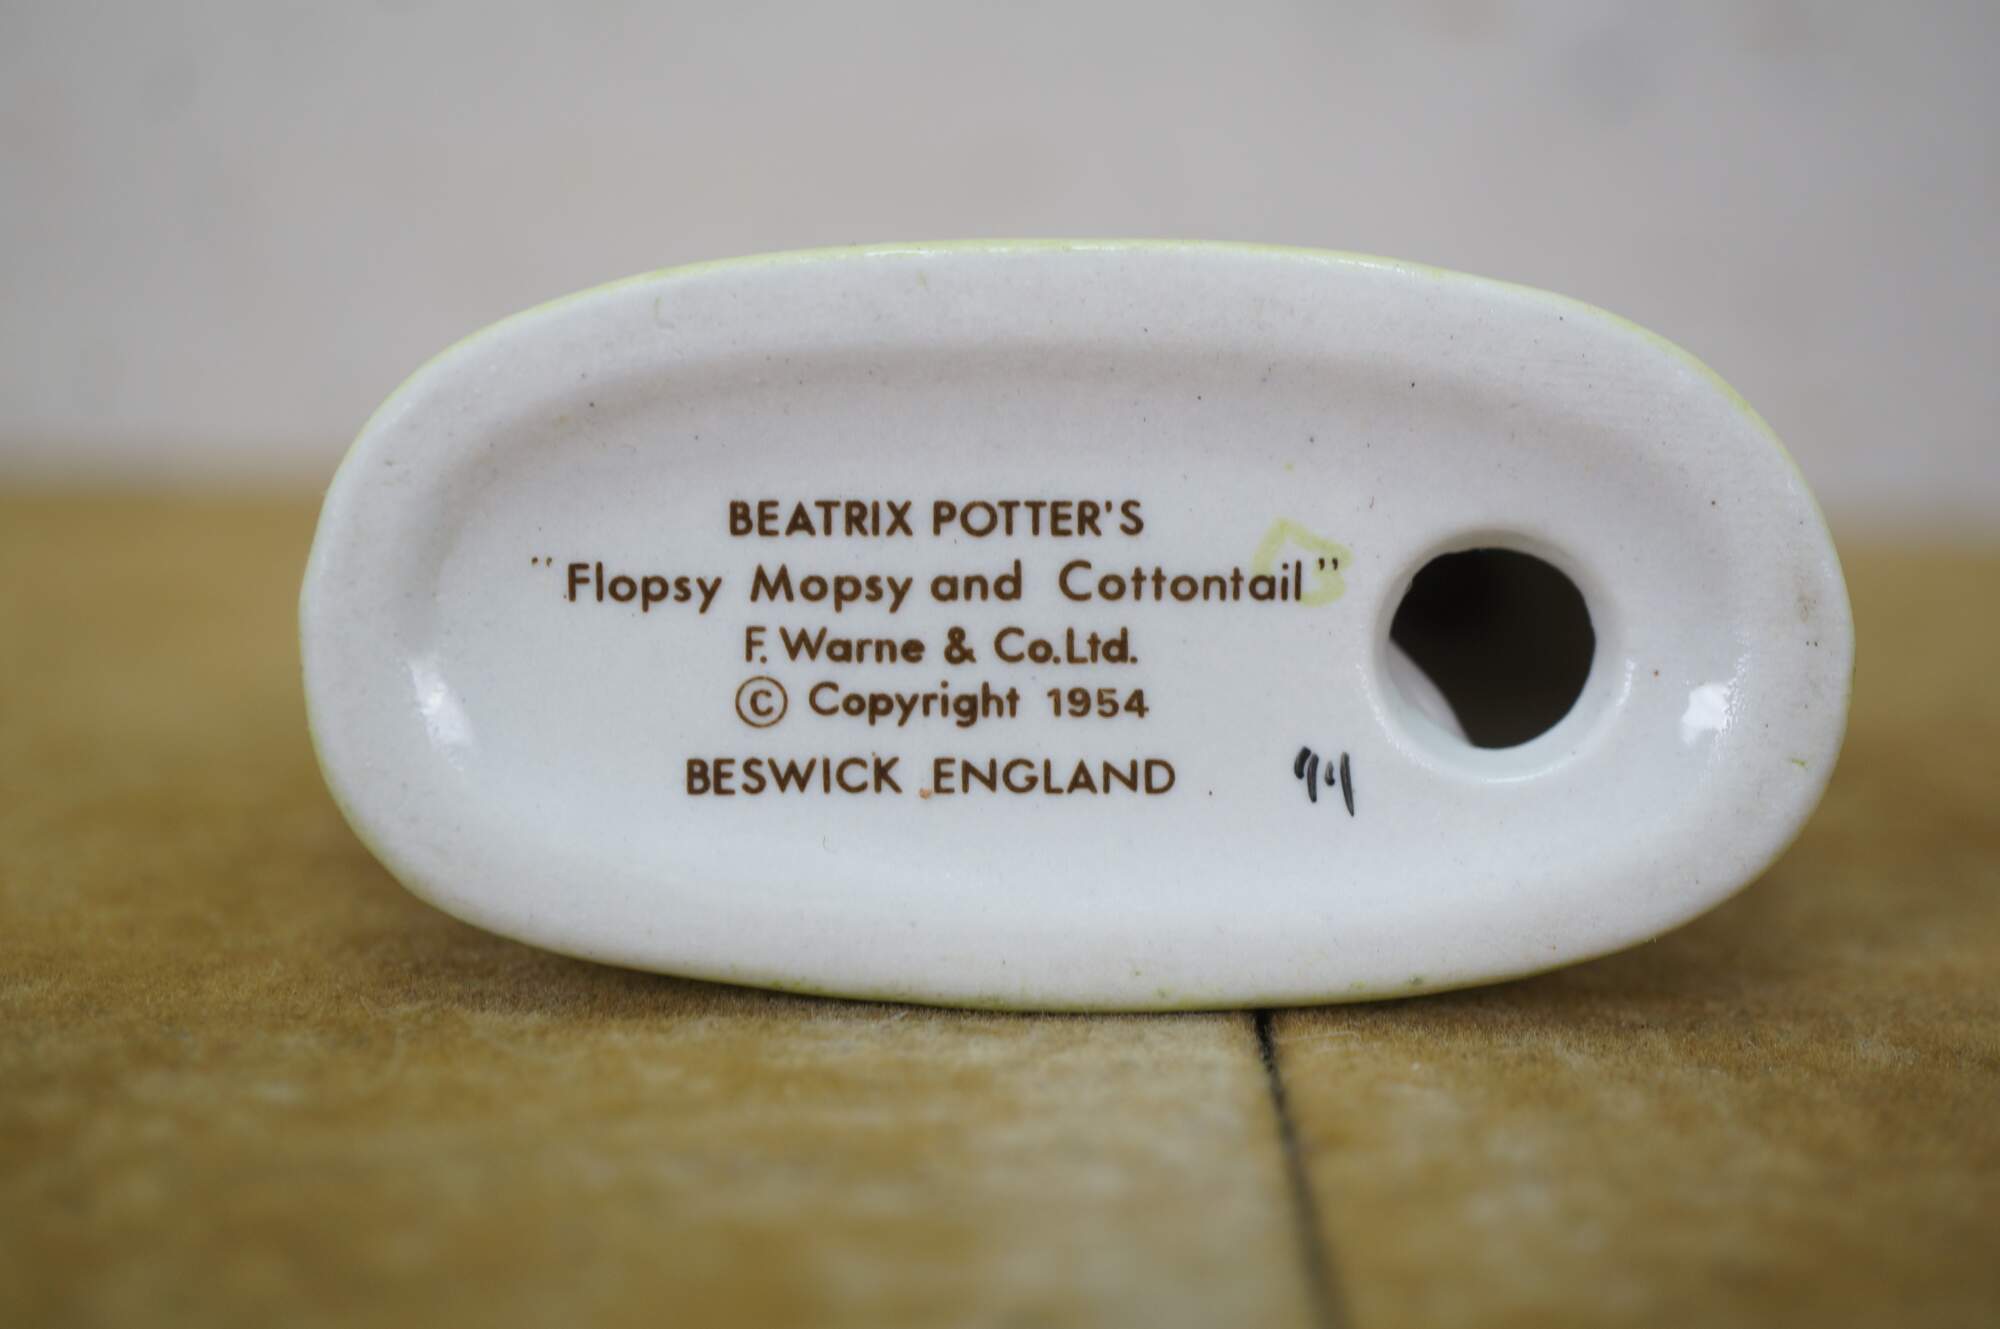 BEATRIX POTTER'S
"Flopsy Mopsy and Cottontail"
F. Warne & Co.Ltd.
© Copyright 1954
BESWICK ENGLAND